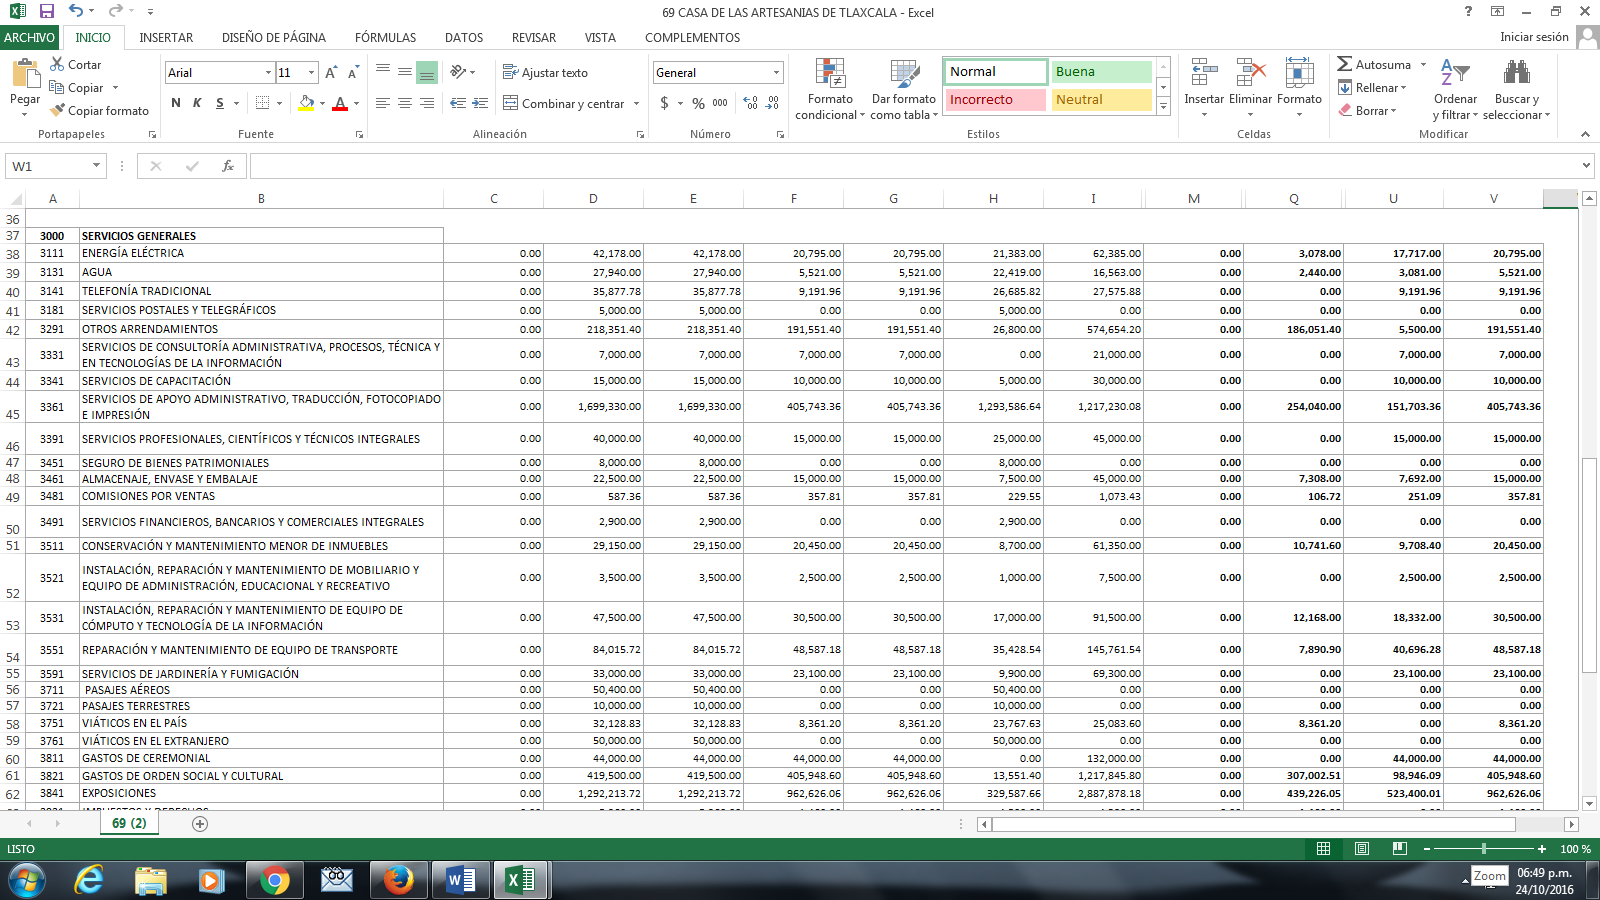 69 CASA DE LAS ARTESANIAS DE TLAXCALA - Excel
ARCHIVO INICIO INSERTAR DISEÑO DE PÁGINA FÓRMULAS DATOS REVISAR VISTA COMPLEMENTOS Iniciar sesión
Pegar
Cortar
Copiar
Copiar formato
Portapapeles
Arial 11
N K S
Fuente
Ajustar texto
Combinar y centrar
Alineación
General
$ % 000
Número
Formato condicional
Dar formato como tabla
Normal Buena
Incorrecto Neutral
Estilos
Insertar Eliminar Formato
Celdas
Autosuma
Rellenar
Borrar
Ordenar y filtrar
Buscar y seleccionar
Modificar
W1
A B C D E F G H I M Q U V
36
37 3000 SERVICIOS GENERALES
38 3111 ENERGÍA ELÉCTRICA 0.00 42,178.00 42,178.00 20,795.00 20,795.00 21,383.00 62,385.00 0.00 3,078.00 17,717.00 20,795.00
39 3131 AGUA 0.00 27,940.00 27,940.00 5,521.00 5,521.00 22,419.00 16,563.00 0.00 2,440.00 3,081.00 5,521.00
40 3141 TELEFONÍA TRADICIONAL 0.00 35,877.78 35,877.78 9,191.96 9,191.96 26,685.82 27,575.88 0.00 0.00 9,191.96 9,191.96
41 3181 SERVICIOS POSTALES Y TELEGRÁFICOS 0.00 5,000.00 5,000.00 0.00 0.00 5,000.00 0.00 0.00 0.00 0.00 0.00
42 3291 OTROS ARRENDAMIENTOS 0.00 218,351.40 218,351.40 191,551.40 191,551.40 26,800.00 574,654.20 0.00 186,051.40 5,500.00 191,551.40
43 3331 SERVICIOS DE CONSULTORÍA ADMINISTRATIVA, PROCESOS, TÉCNICA Y
EN TECNOLOGÍAS DE LA INFORMACIÓN 0.00 7,000.00 7,000.00 7,000.00 7,000.00 0.00 21,000.00 0.00 0.00 7,000.00 7,000.00
44 3341 SERVICIOS DE CAPACITACIÓN 0.00 15,000.00 15,000.00 10,000.00 10,000.00 5,000.00 30,000.00 0.00 0.00 10,000.00 10,000.00
45 3361 SERVICIOS DE APOYO ADMINISTRATIVO, TRADUCCIÓN, FOTOCOPIADO
E IMPRESIÓN 0.00 1,699,330.00 1,699,330.00 405,743.36 405,743.36 1,293,586.64 1,217,230.08 0.00 254,040.00 151,703.36 405,743.36
46 3391 SERVICIOS PROFESIONALES, CIENTÍFICOS Y TÉCNICOS INTEGRALES 0.00 40,000.00 40,000.00 15,000.00 15,000.00 25,000.00 45,000.00 0.00 0.00 15,000.00 15,000.00
47 3451 SEGURO DE BIENES PATRIMONIALES 0.00 8,000.00 8,000.00 0.00 0.00 8,000.00 0.00 0.00 0.00 0.00 0.00
48 3461 ALMACENAJE, ENVASE Y EMBALAJE 0.00 22,500.00 22,500.00 15,000.00 15,000.00 7,500.00 45,000.00 0.00 7,308.00 7,692.00 15,000.00
49 3481 COMISIONES POR VENTAS 0.00 587.36 587.36 357.81 357.81 229.55 1,073.43 0.00 106.72 251.09 357.81
50 3491 SERVICIOS FINANCIEROS, BANCARIOS Y COMERCIALES INTEGRALES 0.00 2,900.00 2,900.00 0.00 0.00 2,900.00 0.00 0.00 0.00 0.00 0.00
51 3511 CONSERVACIÓN Y MANTENIMIENTO MENOR DE INMUEBLES 0.00 29,150.00 29,150.00 20,450.00 20,450.00 8,700.00 61,350.00 0.00 10,741.60 9,708.40 20,450.00
52 3521 INSTALACIÓN, REPARACIÓN Y MANTENIMIENTO DE MOBILIARIO Y
EQUIPO DE ADMINISTRACIÓN, EDUCACIONAL Y RECREATIVO 0.00 3,500.00 3,500.00 2,500.00 2,500.00 1,000.00 7,500.00 0.00 0.00 2,500.00 2,500.00
53 3531 INSTALACIÓN, REPARACIÓN Y MANTENIMIENTO DE EQUIPO DE
CÓMPUTO Y TECNOLOGÍA DE LA INFORMACIÓN 0.00 47,500.00 47,500.00 30,500.00 30,500.00 17,000.00 91,500.00 0.00 12,168.00 18,332.00 30,500.00
54 3551 REPARACIÓN Y MANTENIMIENTO DE EQUIPO DE TRANSPORTE 0.00 84,015.72 84,015.72 48,587.18 48,587.18 35,428.54 145,761.54 0.00 7,890.90 40,696.28 48,587.18
55 3591 SERVICIOS DE JARDINERÍA Y FUMIGACIÓN 0.00 33,000.00 33,000.00 23,100.00 23,100.00 9,900.00 69,300.00 0.00 0.00 23,100.00 23,100.00
56 3711 PASAJES AÉREOS 0.00 50,400.00 50,400.00 0.00 0.00 50,400.00 0.00 0.00 0.00 0.00 0.00
57 3721 PASAJES TERRESTRES 0.00 10,000.00 10,000.00 0.00 0.00 10,000.00 0.00 0.00 0.00 0.00 0.00
58 3751 VIÁTICOS EN EL PAÍS 0.00 32,128.83 32,128.83 8,361.20 8,361.20 23,767.63 25,083.60 0.00 8,361.20 0.00 8,361.20
59 3761 VIÁTICOS EN EL EXTRANJERO 0.00 50,000.00 50,000.00 0.00 0.00 50,000.00 0.00 0.00 0.00 0.00 0.00
60 3811 GASTOS DE CEREMONIAL 0.00 44,000.00 44,000.00 44,000.00 44,000.00 0.00 132,000.00 0.00 0.00 44,000.00 44,000.00
61 3821 GASTOS DE ORDEN SOCIAL Y CULTURAL 0.00 419,500.00 419,500.00 405,948.60 405,948.60 13,551.40 1,217,845.80 0.00 307,002.51 98,946.09 405,948.60
62 3841 EXPOSICIONES 0.00 1,292,213.72 1,292,213.72 962,626.06 962,626.06 329,587.66 2,887,878.18 0.00 439,226.05 523,400.01 962,626.06
69 (2)
LISTO 100 %
Zoom
06:49 p.m.
24/10/2016